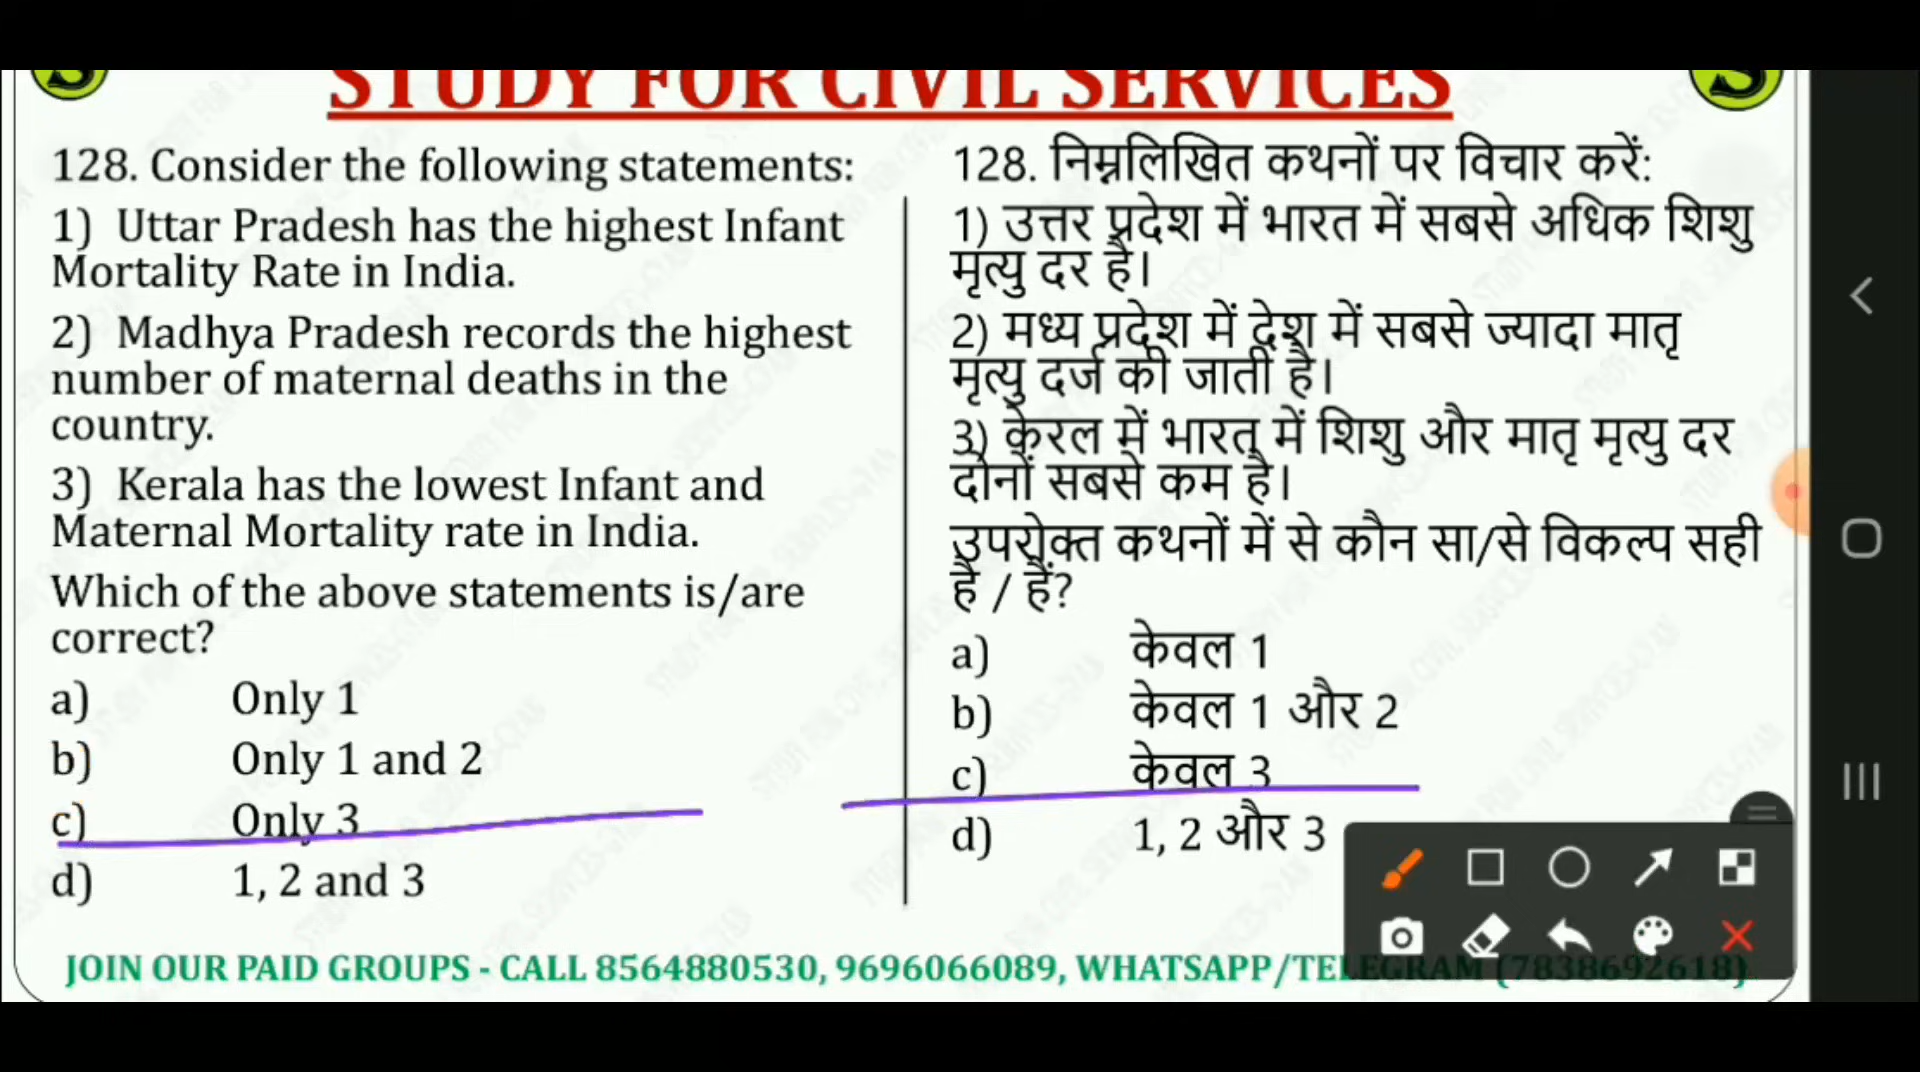 STUDY FOR CIVIL SERVICES
128. Consider the following statements:
1) Uttar Pradesh has the highest Infant
Mortality Rate in India.
2) Madhya Pradesh records the highest
number of maternal deaths in the
country.
3) Kerala has the lowest Infant and
Maternal Mortality rate in India.
Which of the above statements is/are
correct?
a) Only 1
b) Only 1 and 2
c) Only 3
d) 1, 2 and 3
128. निम्नलिखित कथनों पर विचार करें:
1) उत्तर प्रदेश में भारत में सबसे अधिक शिशु
मृत्यु दर है।
2) मध्य प्रदेश में देश में सबसे ज्यादा मातृ
मृत्यु दर्ज की जाती है।
3) केरल में भारत में शिशु और मातृ मृत्यु दर
दोनों सबसे कम है।
उपरोक्त कथनों में से कौन सा/से विकल्प सही
है / हैं?
a) केवल 1
b) केवल 1 और 2
c) केवल 3
d) 1, 2 और 3
JOIN OUR PAID GROUPS - CALL 8564880530, 9696066089, WHATSAPP/TELEGRAM (7838692618)